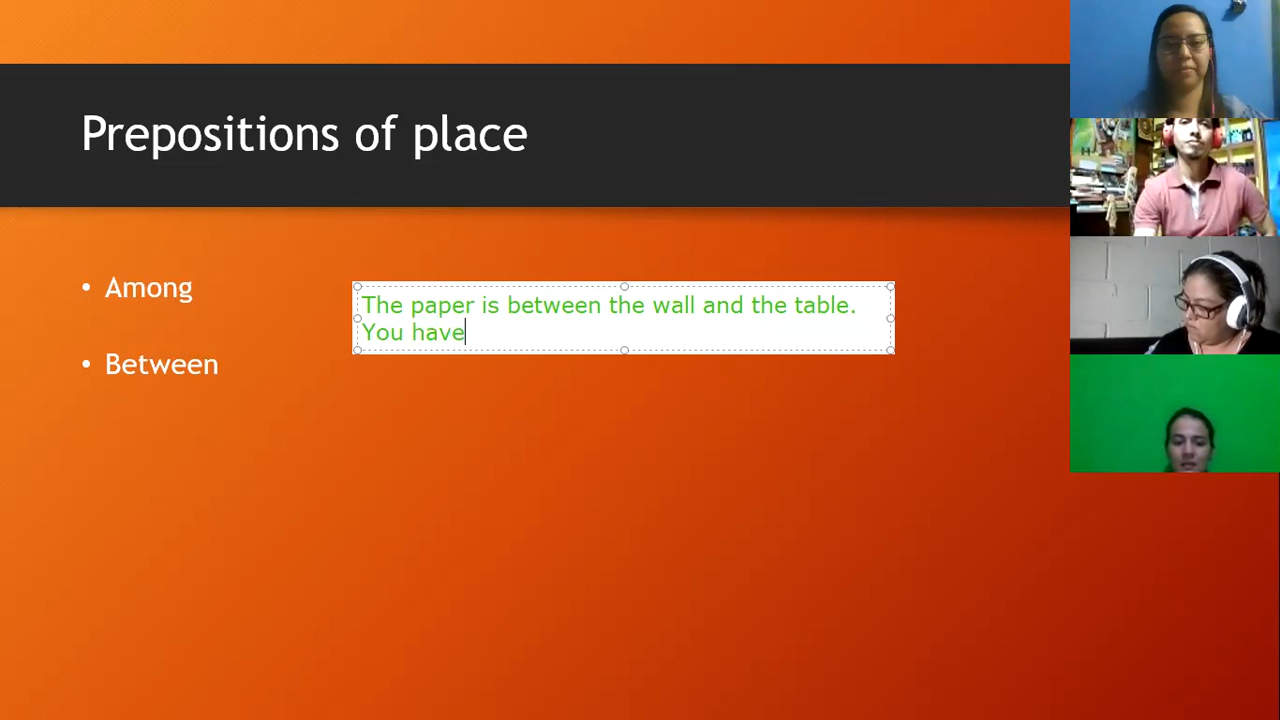 Prepositions of place
• Among
• Between
The paper is between the wall and the table.
You have